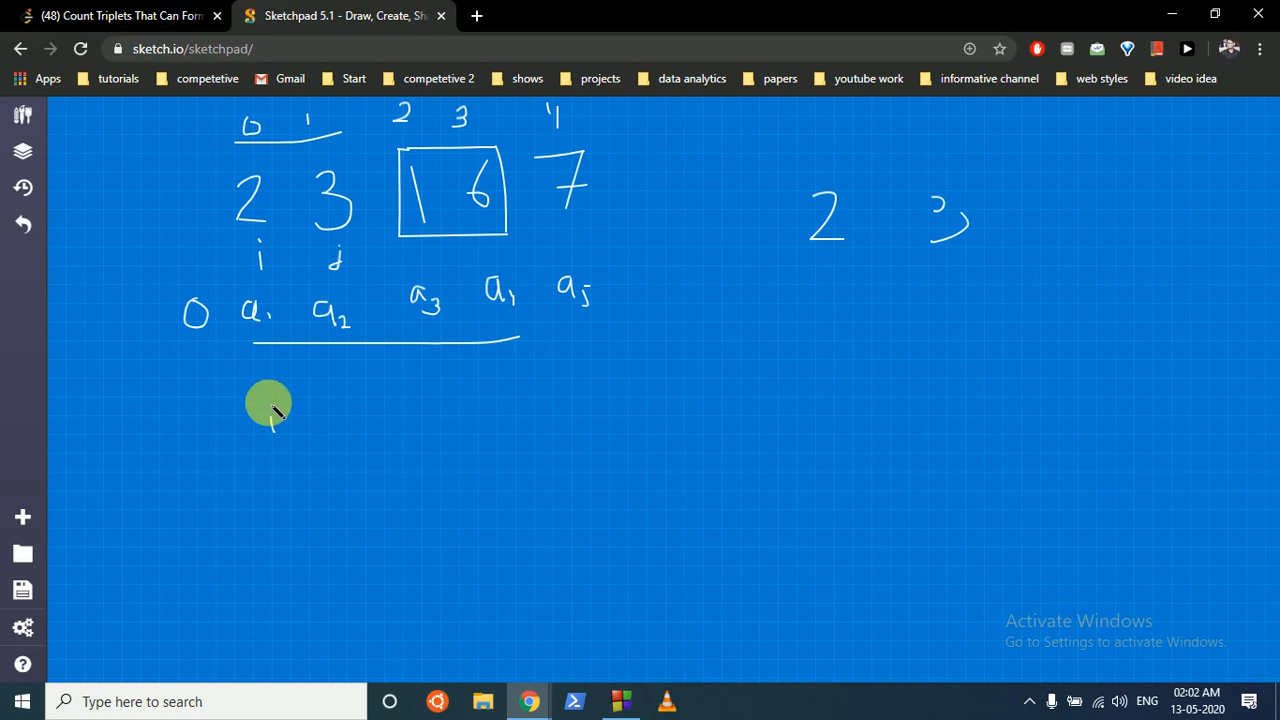 (48) Count Triplets That Can Form
Sketchpad 5.1 - Draw, Create, Sha
sketch.io/sketchpad/
Apps tutorials competetive Gmail Start competetive 2 shows projects data analytics papers youtube work informative channel web styles video idea
0 1 2 3 4
2 3 1 6 7
2 3
i j
0 a1 a2 a3 a4 a5
Activate Windows
Go to Settings to activate Windows.
Type here to search
ENG
02:02 AM
13-05-2020